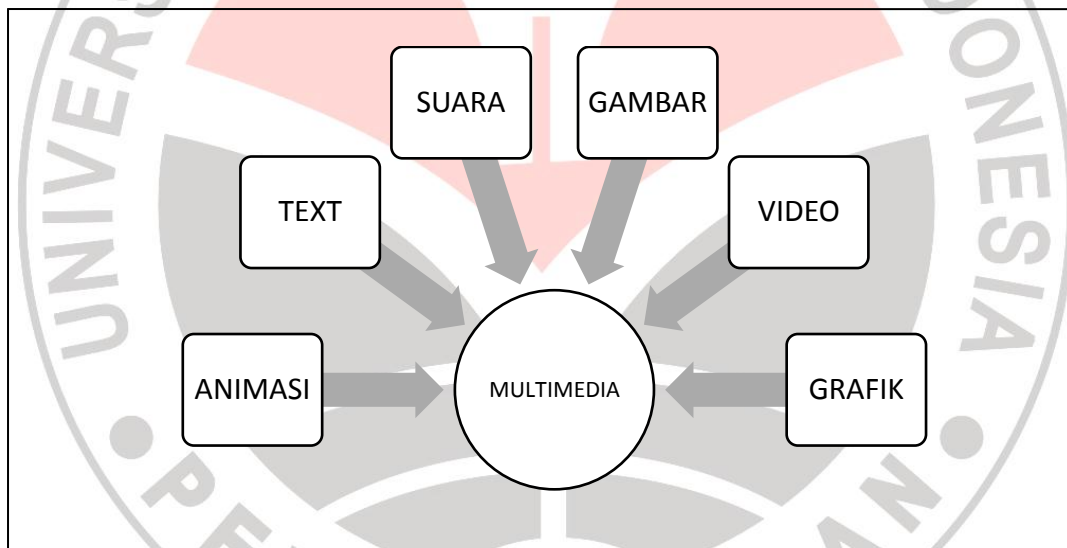 SUARA
GAMBAR
TEXT
VIDEO
ANIMASI
MULTIMEDIA
GRAFIK